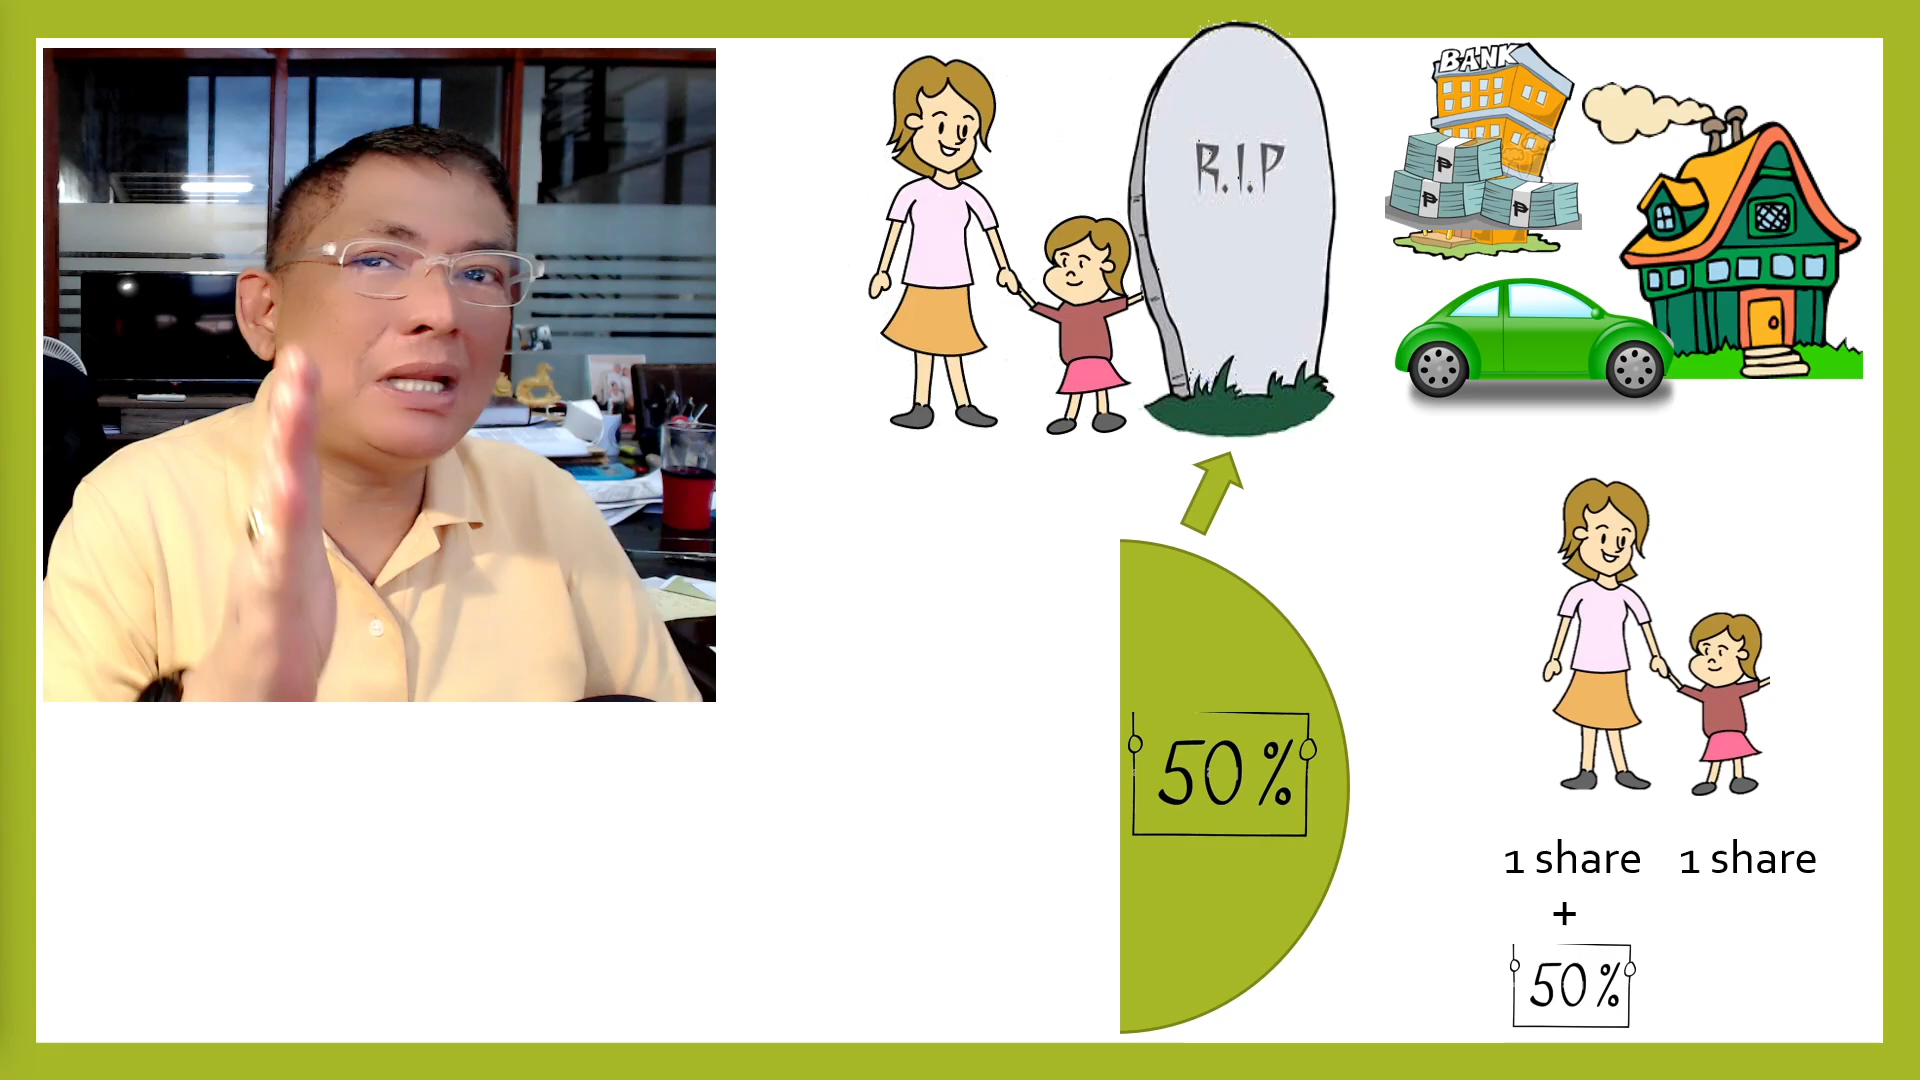 BANK
R.I.P
₱
₱
₱
50%
1 share 1 share
+
50%